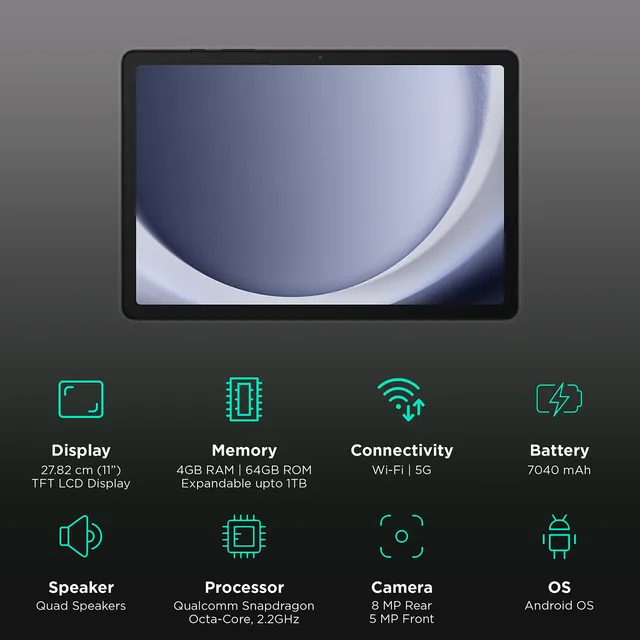 Display
27.82 cm (11")
TFT LCD Display
Memory
4GB RAM | 64GB ROM
Expandable upto 1TB
Connectivity
Wi-Fi | 5G
Battery
7040 mAh
Speaker
Quad Speakers
Processor
Qualcomm Snapdragon
Octa-Core, 2.2GHz
Camera
8 MP Rear
5 MP Front
OS
Android OS